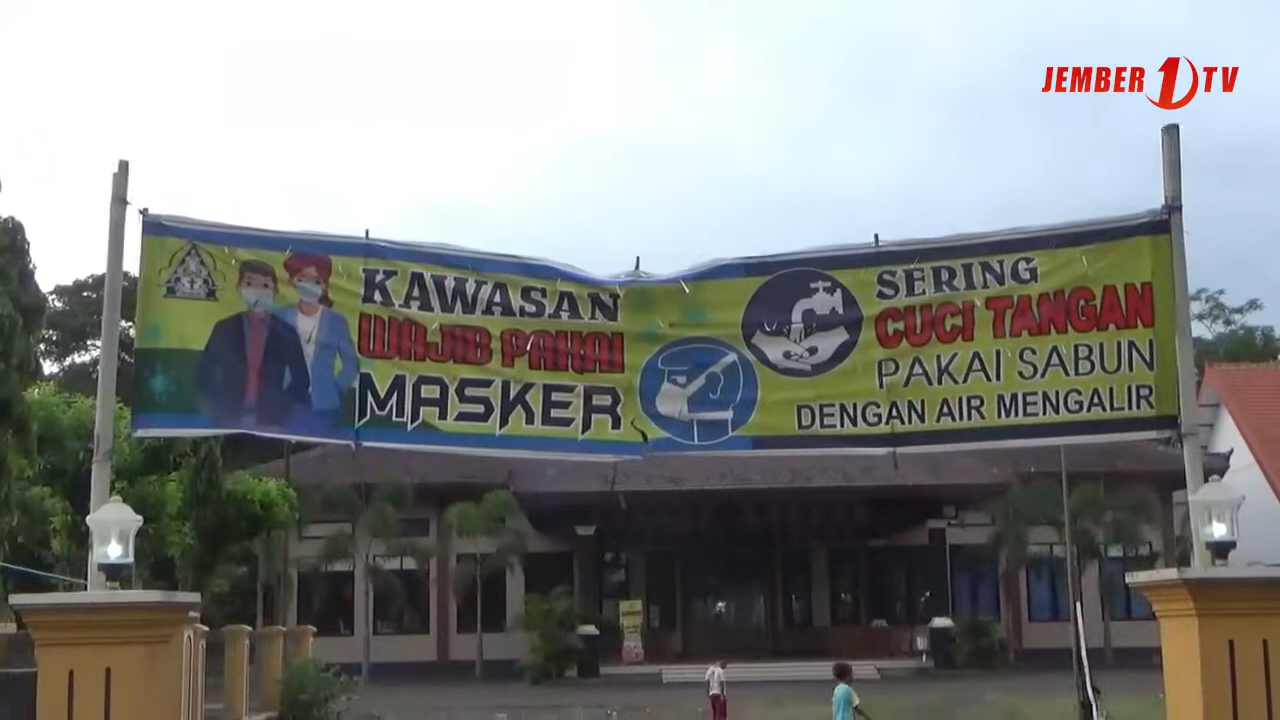 JEMBER 1 TV
KAWASAN
WAJIB PAKAI
MASKER
SERING
CUCI TANGAN
PAKAI SABUN
DENGAN AIR MENGALIR